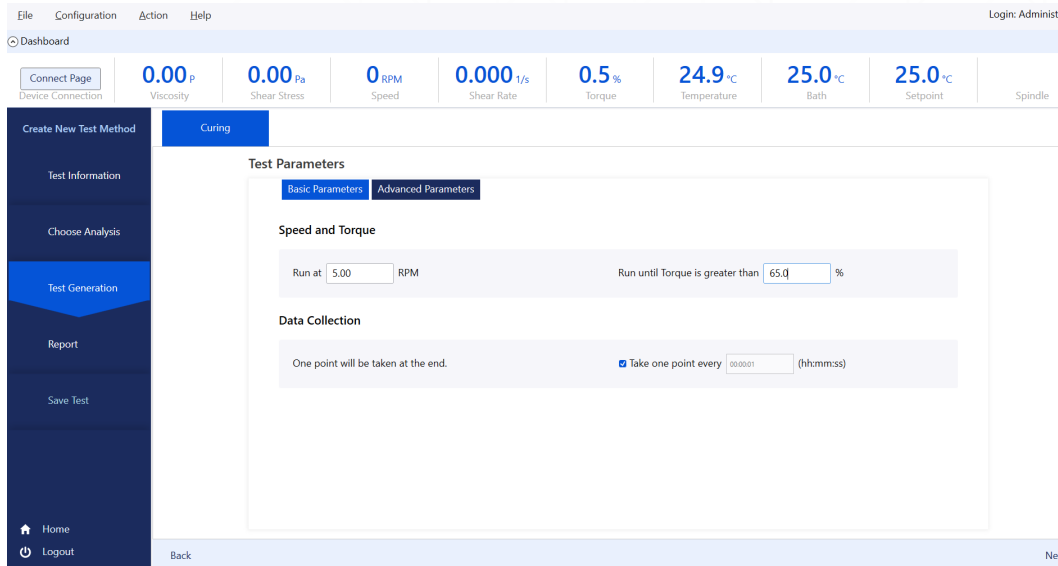 File Configuration Action Help Login: Administ
Dashboard
Connect Page
Device Connection
0.00 P
Viscosity
0.00 Pa
Shear Stress
0 RPM
Speed
0.000 1/s
Shear Rate
0.5 %
Torque
24.9 °C
Temperature
25.0 °C
Bath
25.0 °C
Setpoint
Spindle
Create New Test Method
Test Information
Choose Analysis
Test Generation
Report
Save Test
Home
Logout
Curing
Test Parameters
Basic Parameters Advanced Parameters
Speed and Torque
Run at 5.00 RPM Run until Torque is greater than 65.0 %
Data Collection
One point will be taken at the end. Take one point every 00:00:01 (hh:mm:ss)
Back Ne